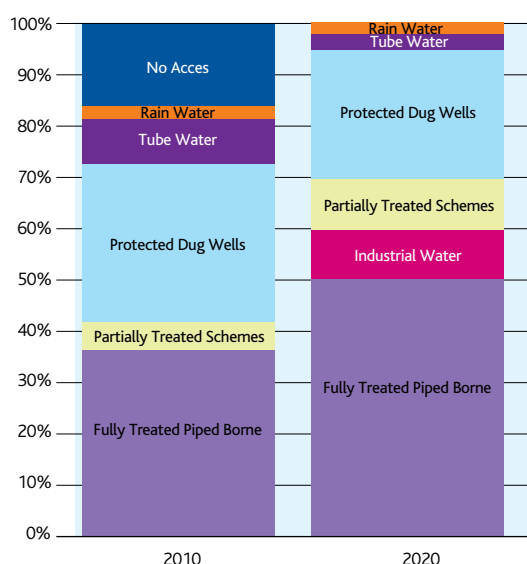 100%
90%
80%
70%
60%
50%
40%
30%
20%
10%
0%
No Acces
Rain Water
Tube Water
Protected Dug Wells
Partially Treated Schemes
Fully Treated Piped Borne
Rain Water
Tube Water
Protected Dug Wells
Partially Treated Schemes
Industrial Water
Fully Treated Piped Borne
2010
2020